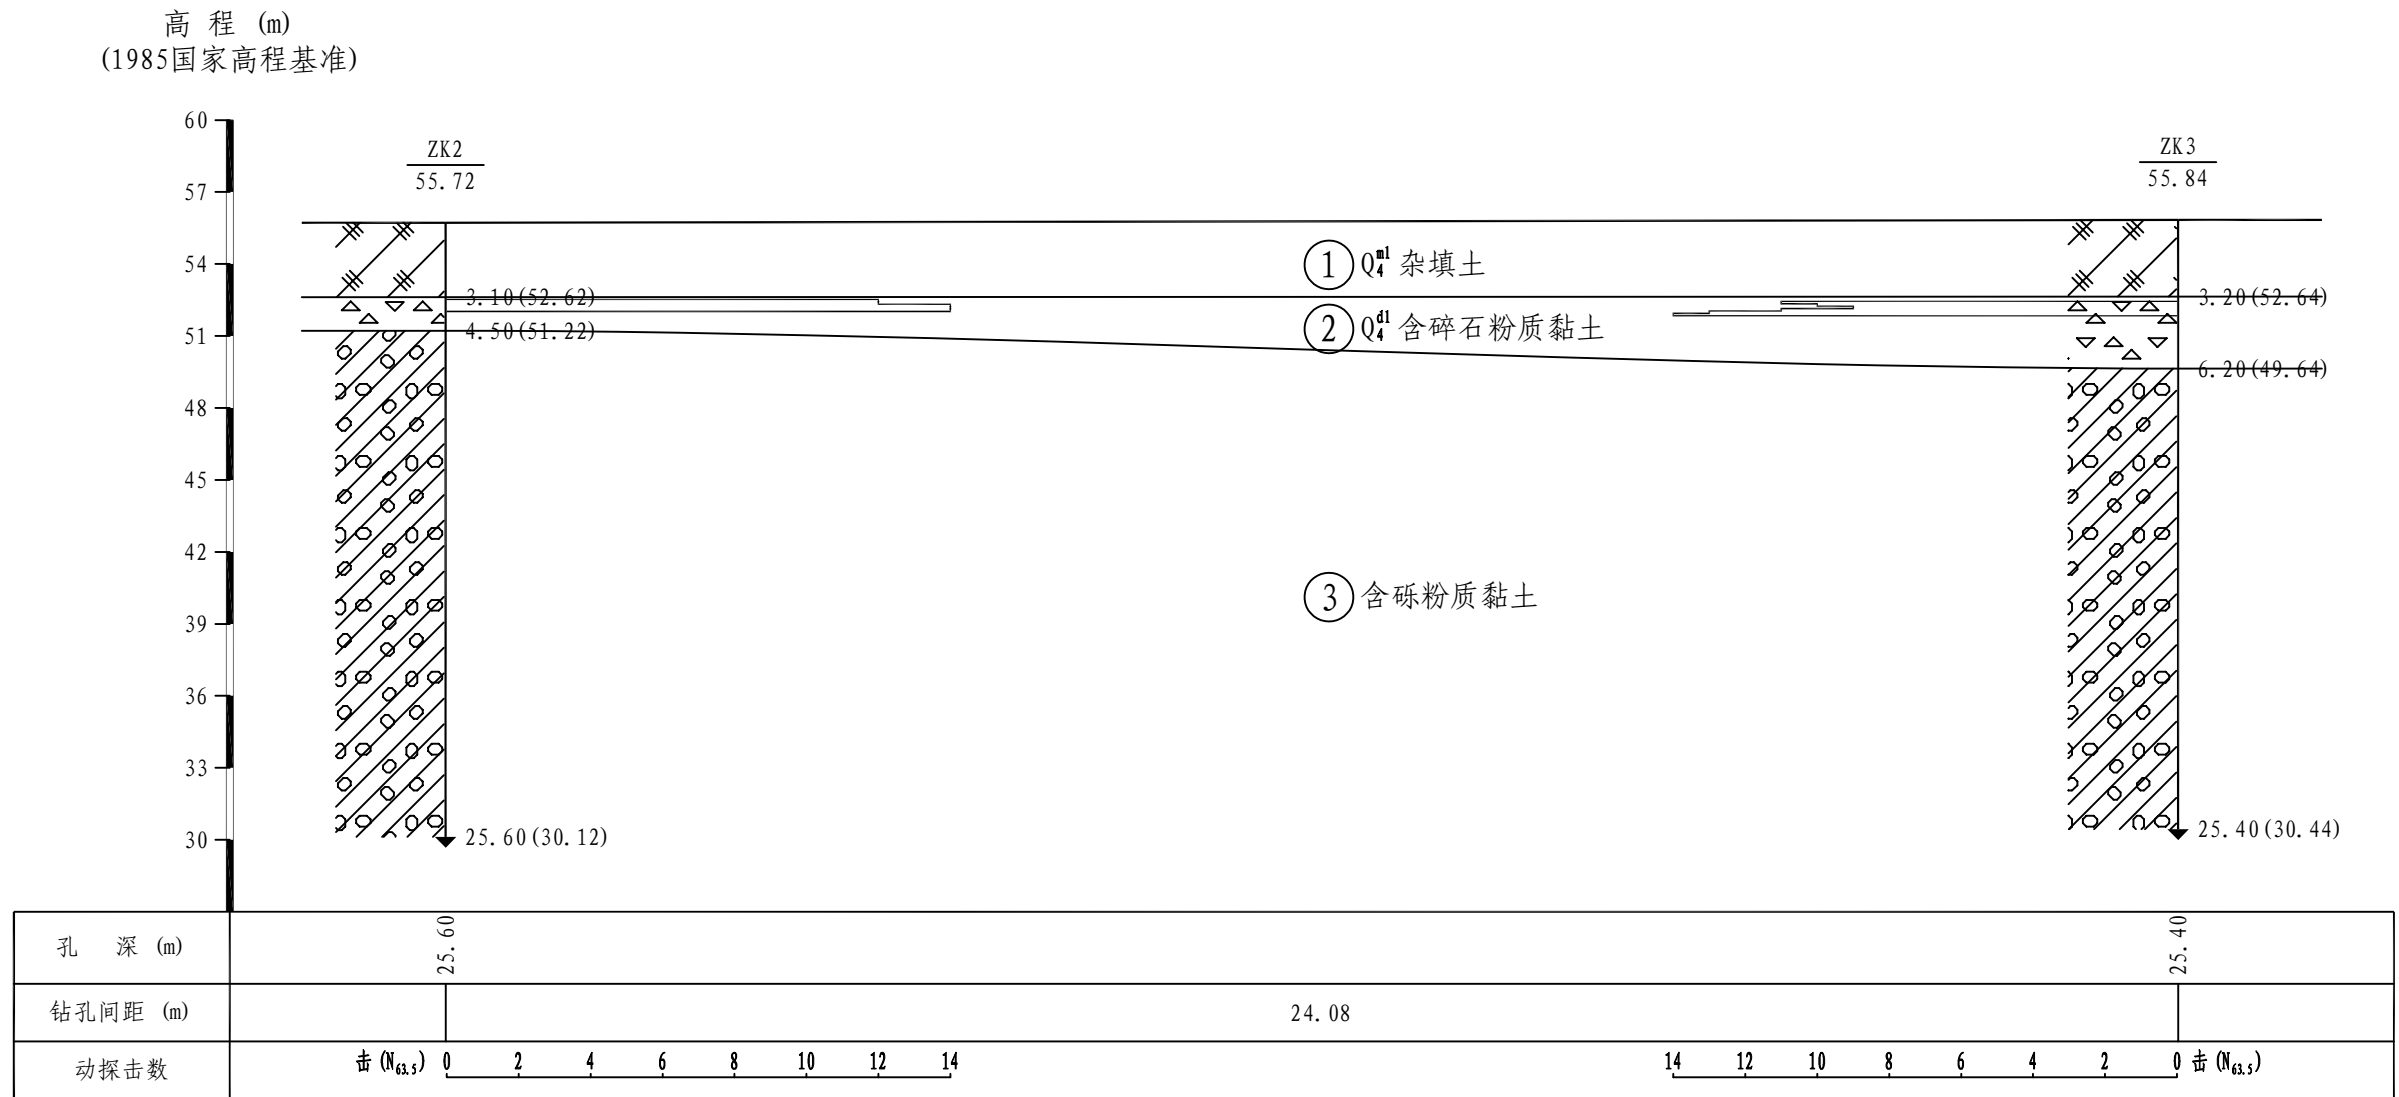 高 程 (m)
(1985国家高程基准)
60
57
54
51
48
45
42
39
36
33
30
ZK2
55.72
ZK3
55.84
① Q₄ᵐˡ 杂填土
3.10(52.62)
3.20(52.64)
② Q₄ᵈˡ 含碎石粉质黏土
4.50(51.22)
6.20(49.64)
③ 含砾粉质黏土
25.60(30.12)
25.40(30.44)
孔 深 (m) 25.60 25.40
钻孔间距 (m) 24.08
动探击数 击(N₆₃.₅) 0 2 4 6 8 10 12 14 14 12 10 8 6 4 2 0 击(N₆₃.₅)